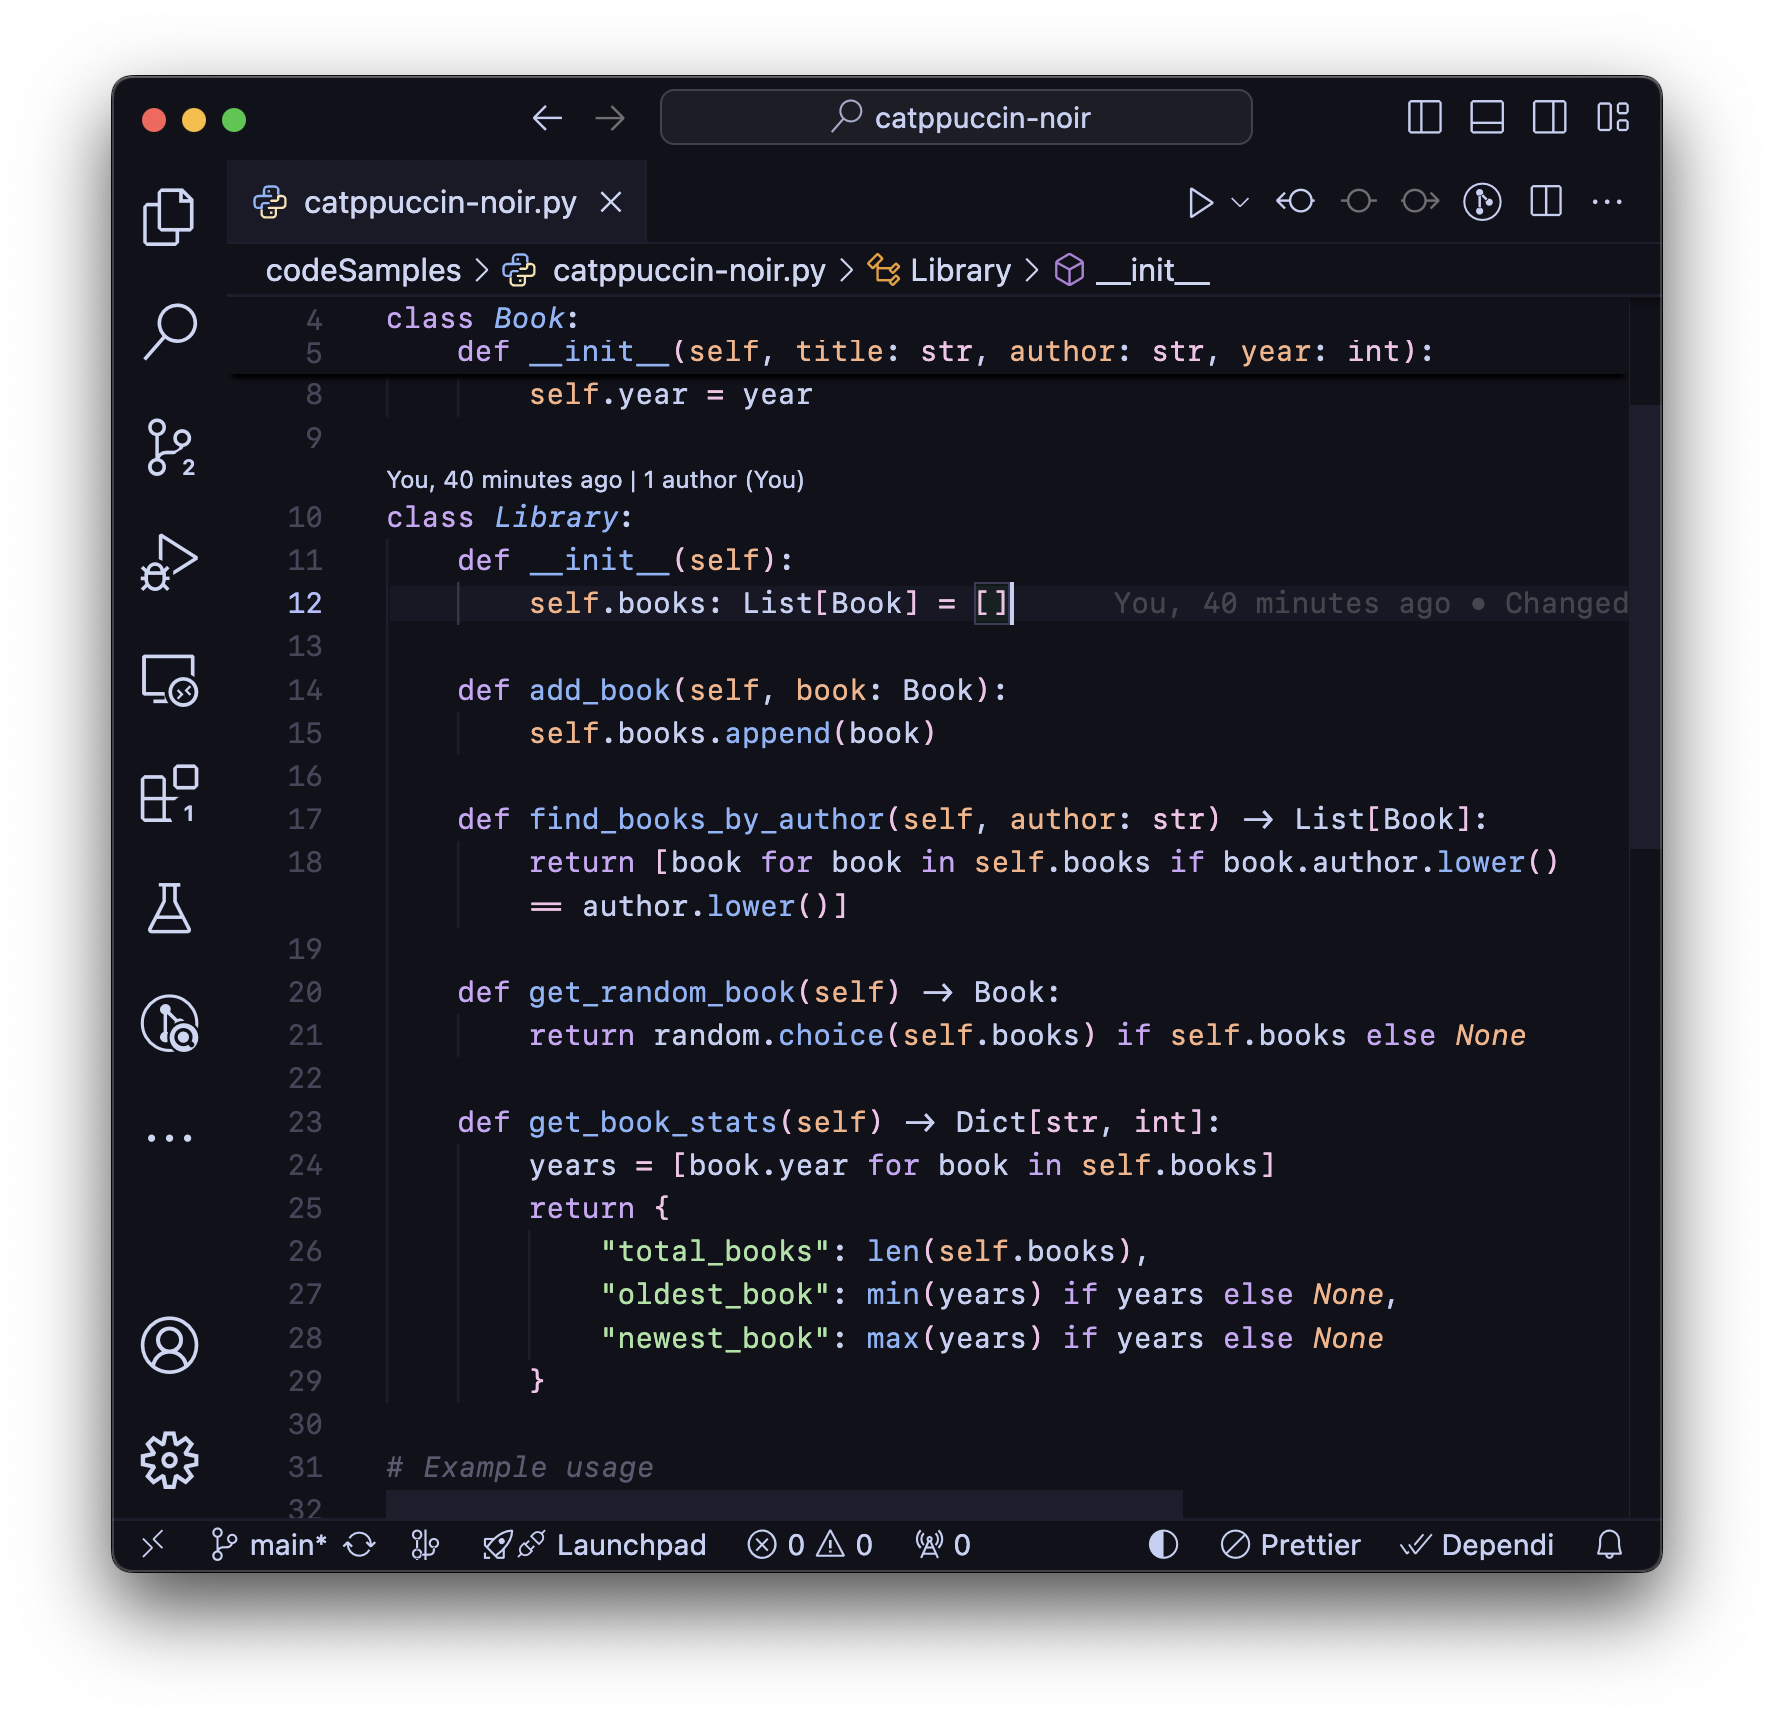 catppuccin-noir
catppuccin-noir.py
codeSamples > catppuccin-noir.py > Library > __init__
4 class Book:
5     def __init__(self, title: str, author: str, year: int):
8         self.year = year
9
You, 40 minutes ago | 1 author (You)
10 class Library:
11     def __init__(self):
12         self.books: List[Book] = [] You, 40 minutes ago • Changed
13
14     def add_book(self, book: Book):
15         self.books.append(book)
16
17     def find_books_by_author(self, author: str) -> List[Book]:
18         return [book for book in self.books if book.author.lower()
        == author.lower()]
19
20     def get_random_book(self) -> Book:
21         return random.choice(self.books) if self.books else None
22
23     def get_book_stats(self) -> Dict[str, int]:
24         years = [book.year for book in self.books]
25         return {
26             "total_books": len(self.books),
27             "oldest_book": min(years) if years else None,
28             "newest_book": max(years) if years else None
29         }
30
31 # Example usage
32
2
1
main* Launchpad 0 0 0 Prettier Dependi